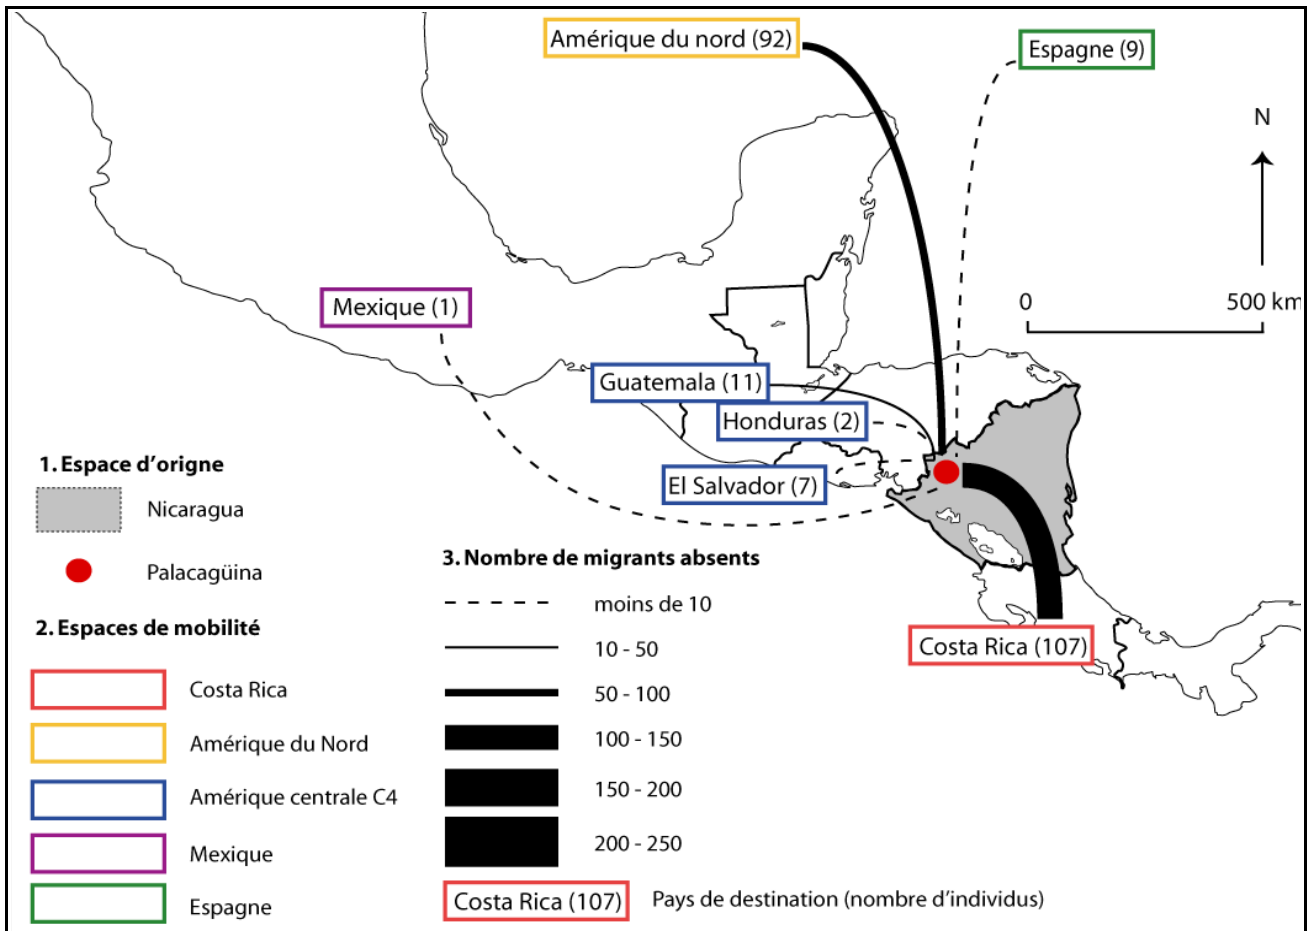 Amérique du nord (92)
Espagne (9)
N
0 500 km
Mexique (1)
Guatemala (11)
Honduras (2)
El Salvador (7)
Costa Rica (107)
1. Espace d'origne
Nicaragua
Palacagüina
2. Espaces de mobilité
Costa Rica
Amérique du Nord
Amérique centrale C4
Mexique
Espagne
3. Nombre de migrants absents
moins de 10
10 - 50
50 - 100
100 - 150
150 - 200
200 - 250
Costa Rica (107) Pays de destination (nombre d'individus)